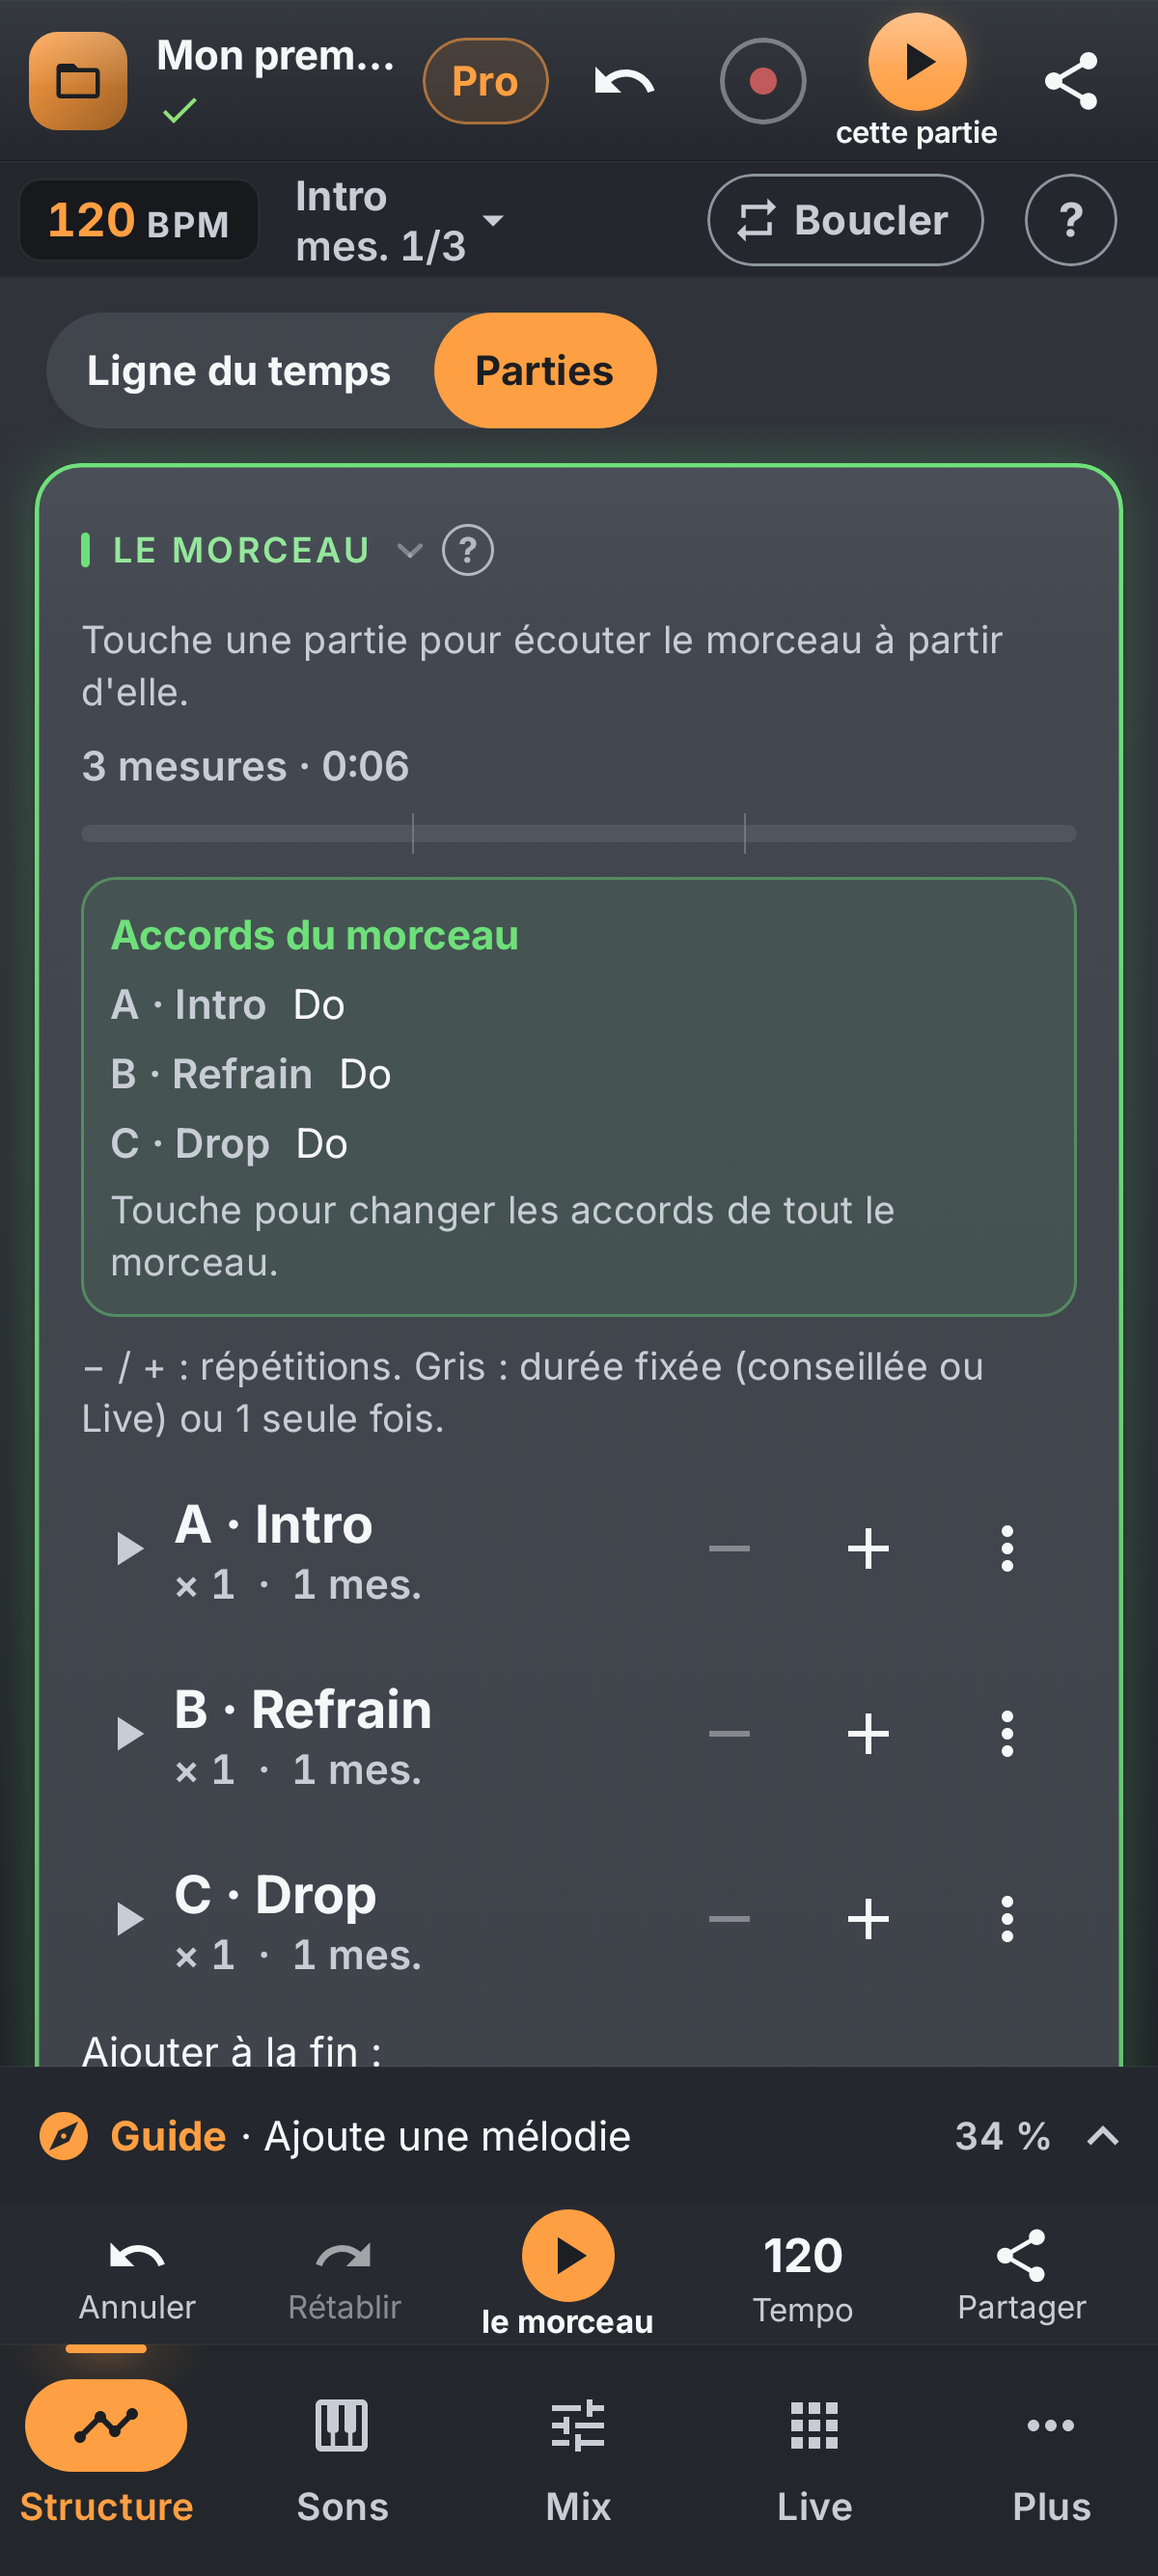 Mon prem...
Pro
cette partie
120 BPM
Intro
mes. 1/3
Boucler
?
Ligne du temps
Parties
LE MORCEAU
?
Touche une partie pour écouter le morceau à partir
d'elle.
3 mesures · 0:06
Accords du morceau
A · Intro Do
B · Refrain Do
C · Drop Do
Touche pour changer les accords de tout le
morceau.
− / + : répétitions. Gris : durée fixée (conseillée ou
Live) ou 1 seule fois.
A · Intro
× 1 · 1 mes.
B · Refrain
× 1 · 1 mes.
C · Drop
× 1 · 1 mes.
Ajouter à la fin :
Guide · Ajoute une mélodie
34 %
Annuler
Rétablir
le morceau
120
Tempo
Partager
Structure
Sons
Mix
Live
Plus